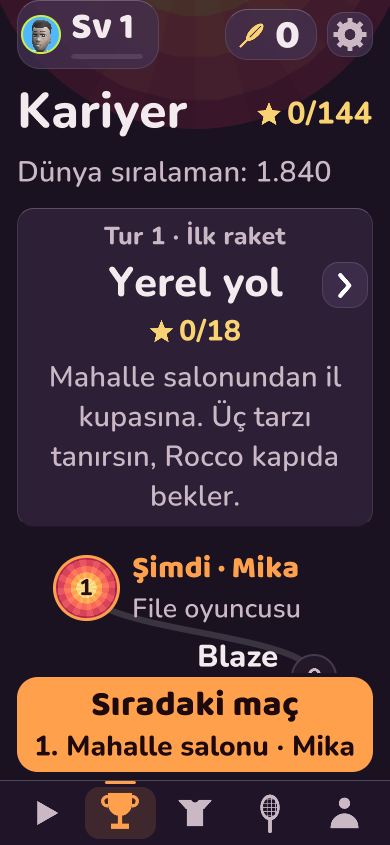 Sv 1
0
Kariyer
0/144
Dünya sıralaman: 1.840
Tur 1 · İlk raket
Yerel yol
0/18
Mahalle salonundan il
kupasına. Üç tarzı
tanırsın, Rocco kapıda
bekler.
1
Şimdi · Mika
File oyuncusu
Blaze
Sıradaki maç
1. Mahalle salonu · Mika